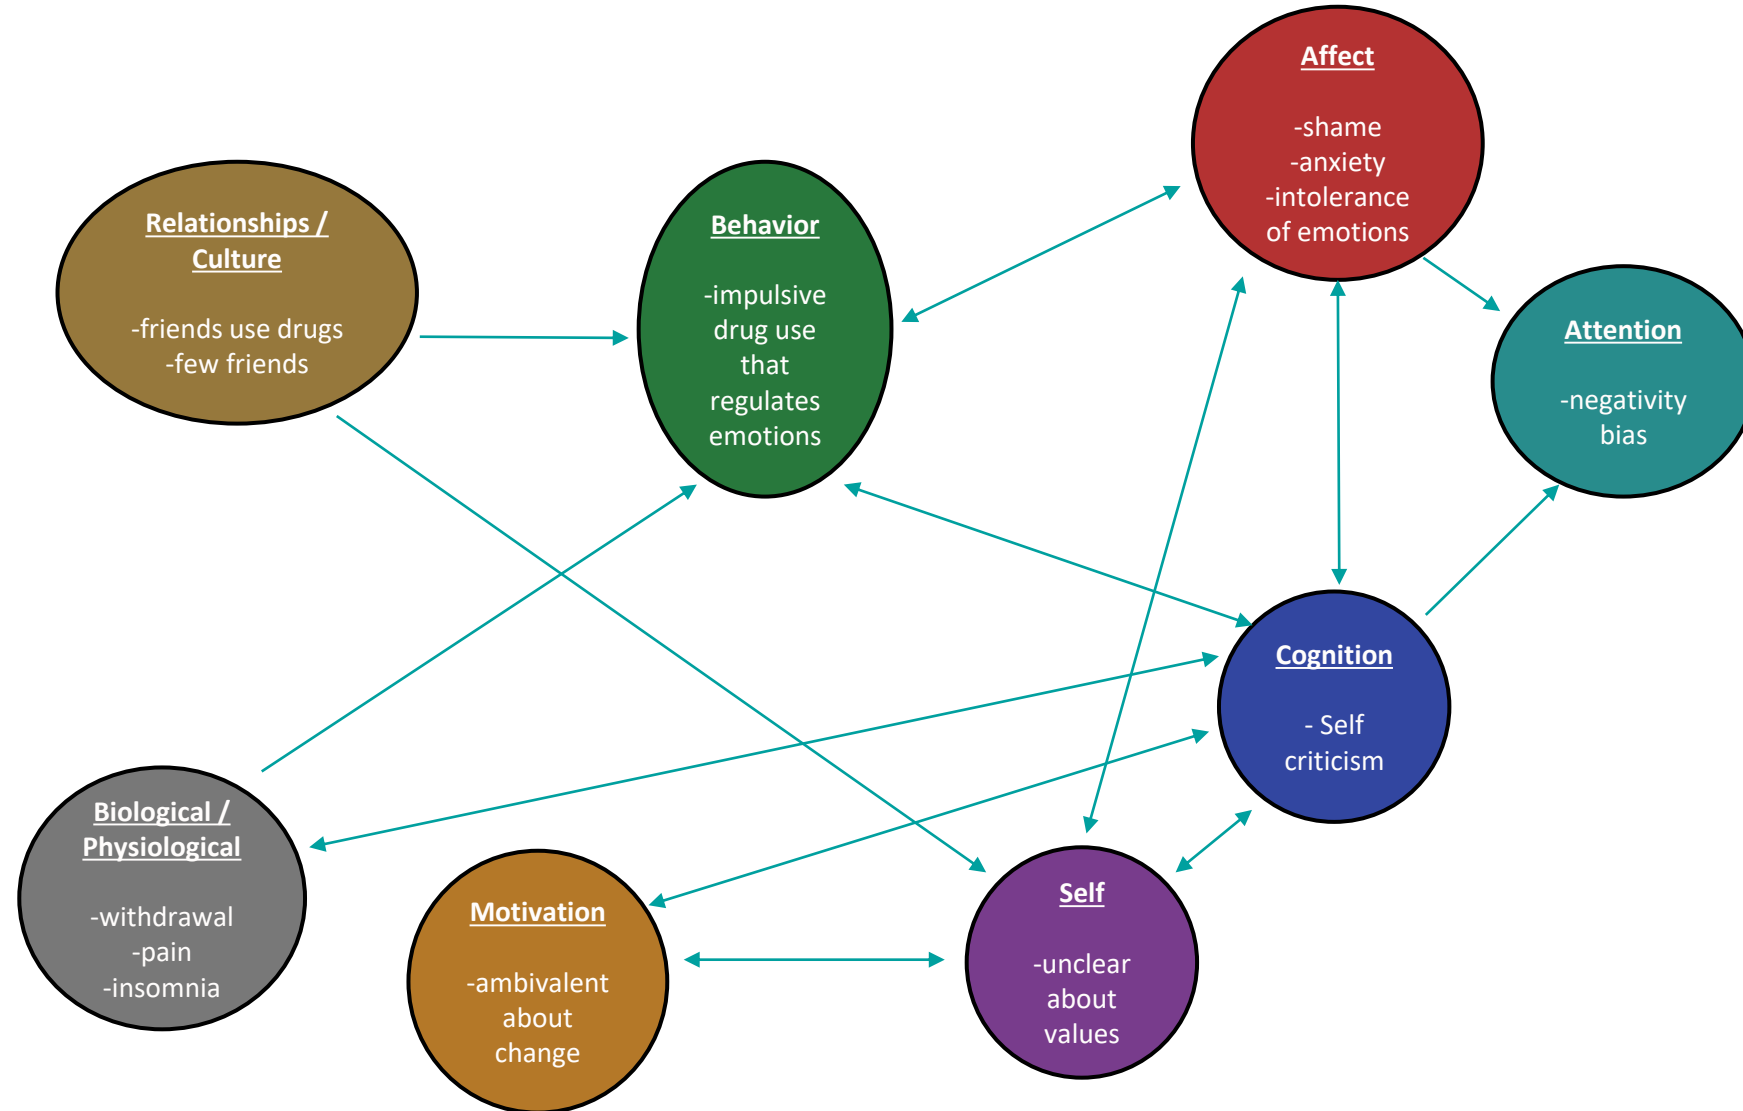 Affect
-shame
-anxiety
-intolerance
of emotions
Relationships /
Culture
-friends use drugs
-few friends
Behavior
-impulsive
drug use
that
regulates
emotions
Attention
-negativity
bias
Cognition
- Self
criticism
Biological /
Physiological
-withdrawal
-pain
-insomnia
Motivation
-ambivalent
about
change
Self
-unclear
about
values